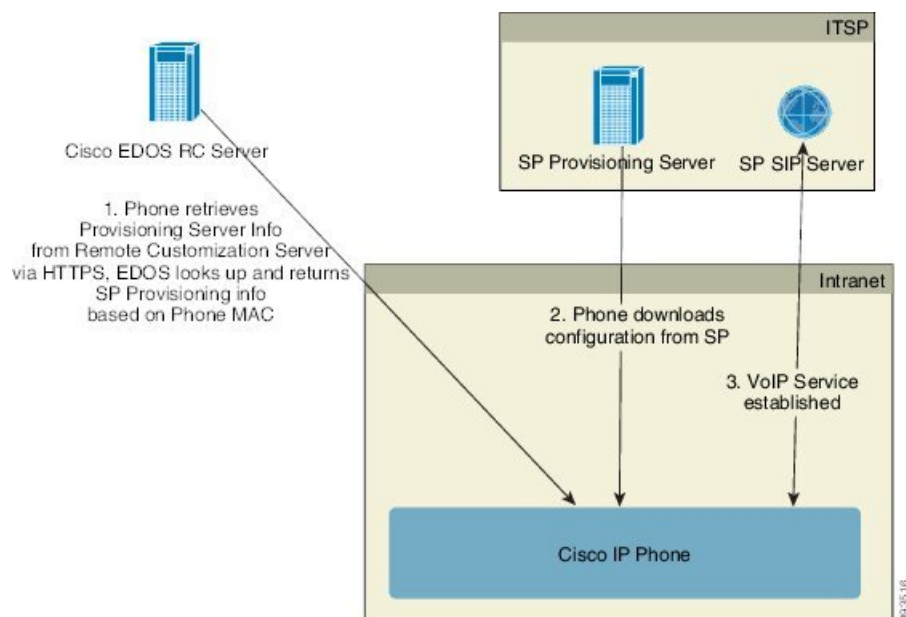 ITSP
Cisco EDOS RC Server
SP Provisioning Server
SP SIP Server
1. Phone retrieves
Provisioning Server Info
from Remote Customization Server
via HTTPS, EDOS looks up and returns
SP Provisioning info
based on Phone MAC
Intranet
2. Phone downloads
configuration from SP
3. VoIP Service
established
Cisco IP Phone